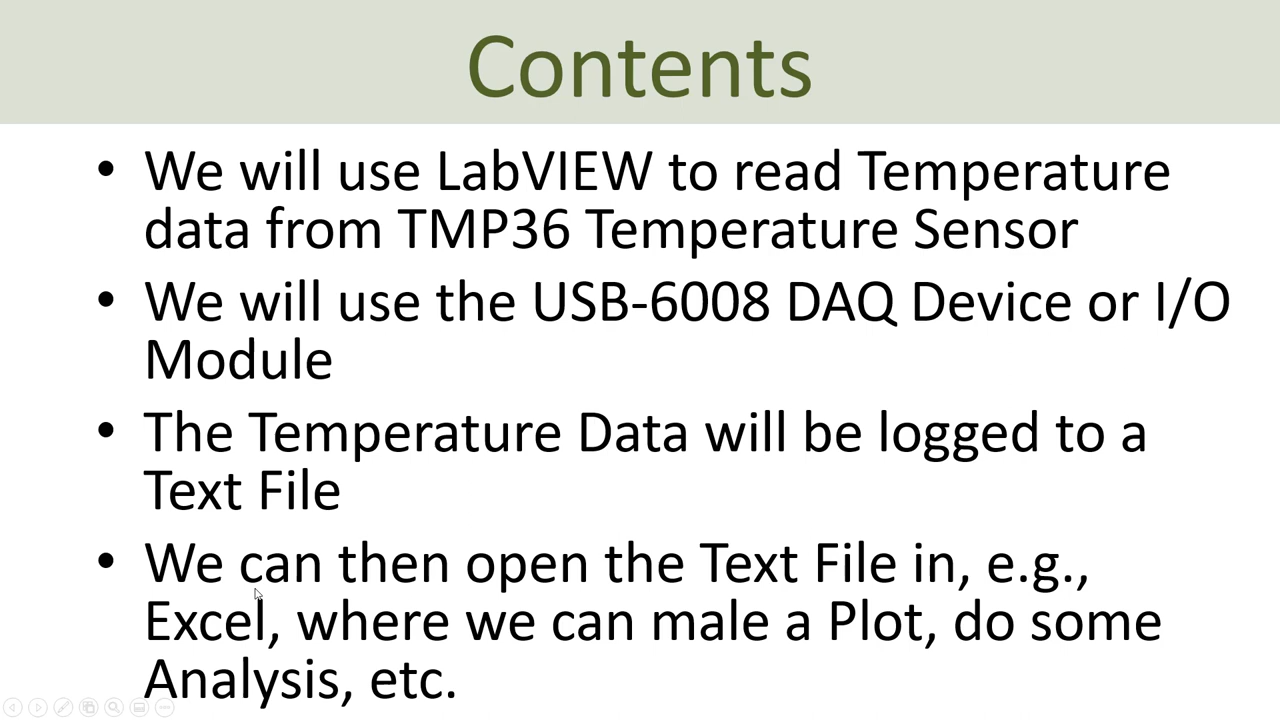 Contents
• We will use LabVIEW to read Temperature
data from TMP36 Temperature Sensor
• We will use the USB-6008 DAQ Device or I/O
Module
• The Temperature Data will be logged to a
Text File
• We can then open the Text File in, e.g.,
Excel, where we can male a Plot, do some
Analysis, etc.